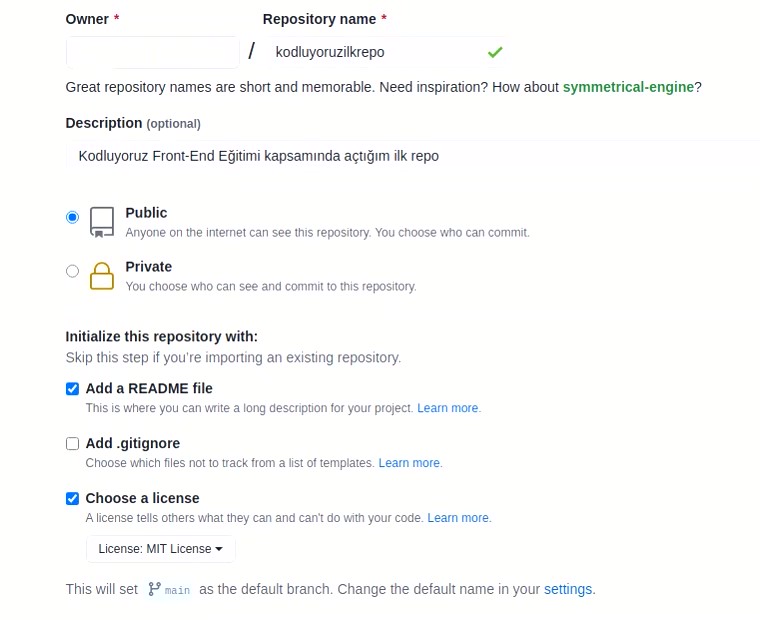 Owner * Repository name *
/ kodluyoruzilkrepo
Great repository names are short and memorable. Need inspiration? How about symmetrical-engine?
Description (optional)
Kodluyoruz Front-End Eğitimi kapsamında açtığım ilk repo
Public
Anyone on the internet can see this repository. You choose who can commit.
Private
You choose who can see and commit to this repository.
Initialize this repository with:
Skip this step if you're importing an existing repository.
Add a README file
This is where you can write a long description for your project. Learn more.
Add .gitignore
Choose which files not to track from a list of templates. Learn more.
Choose a license
A license tells others what they can and can't do with your code. Learn more.
License: MIT License
This will set main as the default branch. Change the default name in your settings.